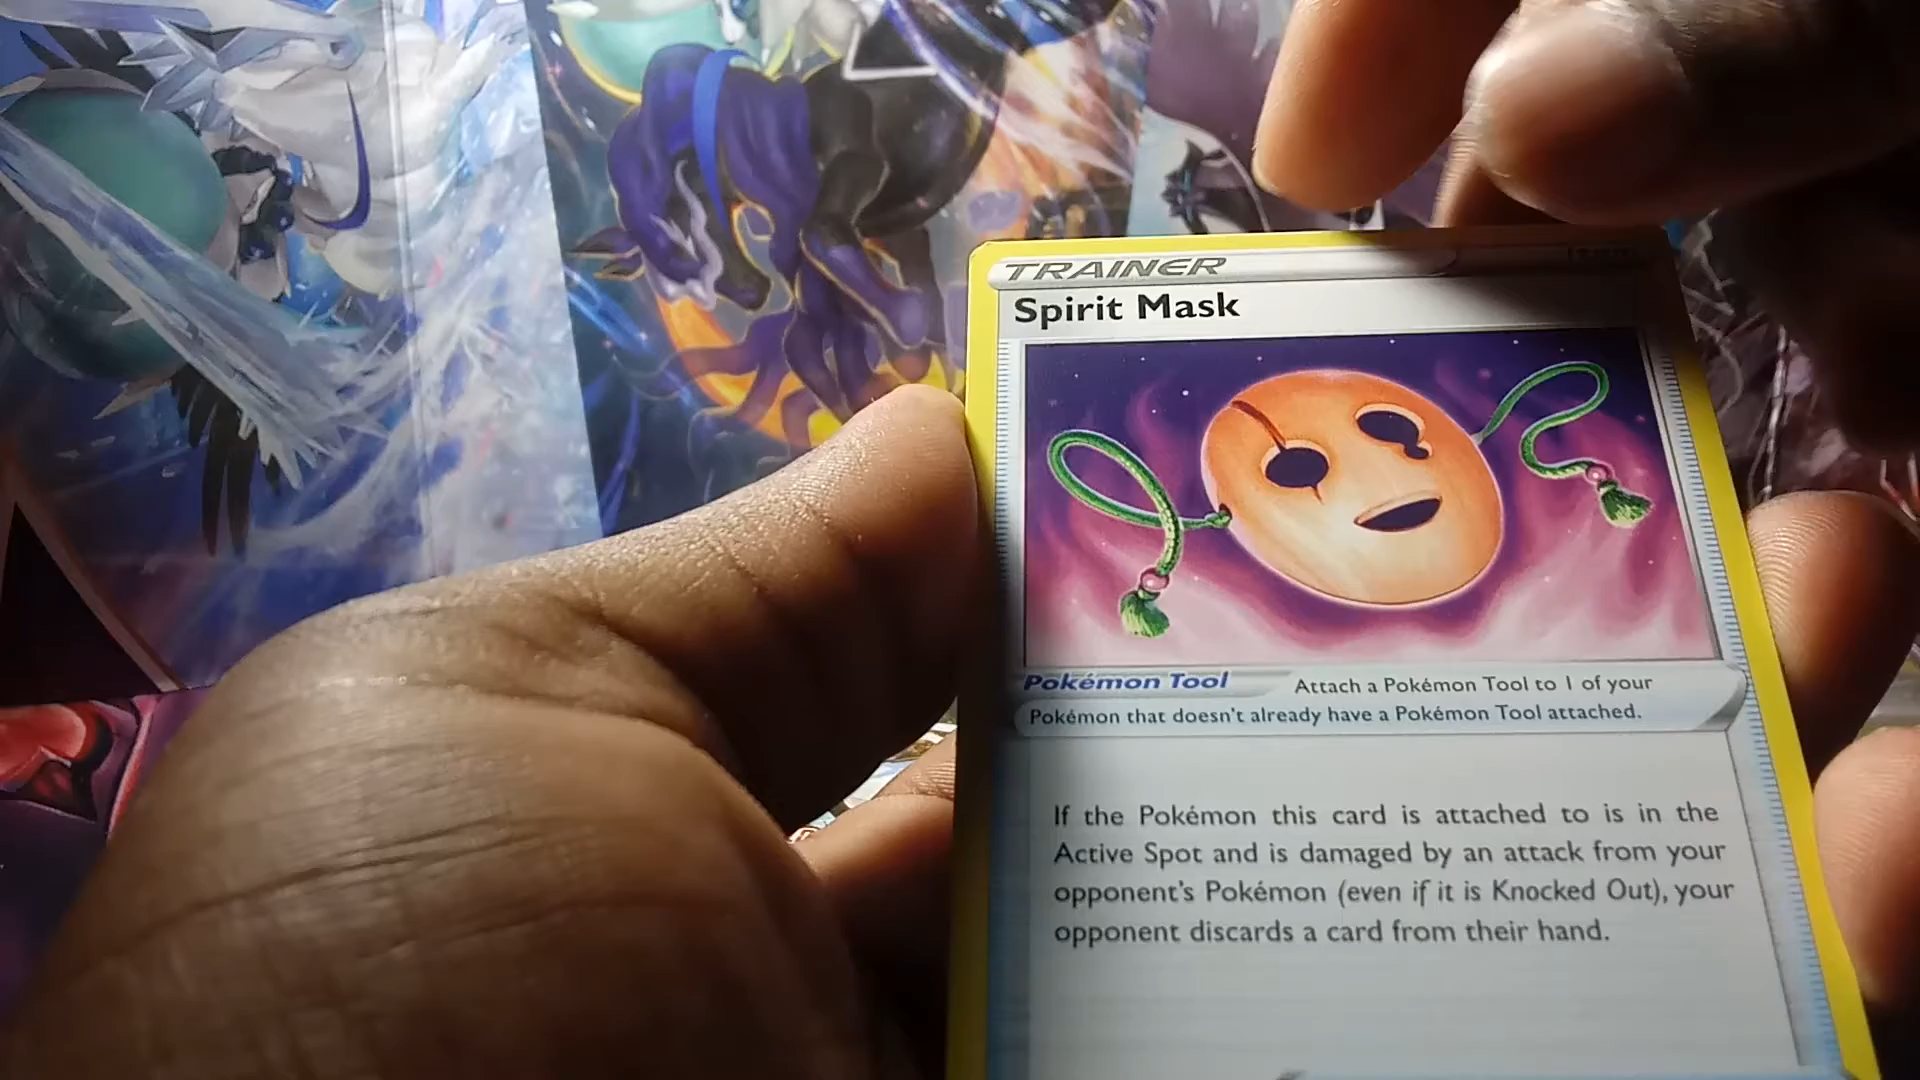 TRAINER
Spirit Mask
Pokémon Tool Attach a Pokémon Tool to 1 of your
Pokémon that doesn't already have a Pokémon Tool attached.
If the Pokémon this card is attached to is in the
Active Spot and is damaged by an attack from your
opponent's Pokémon (even if it is Knocked Out), your
opponent discards a card from their hand.